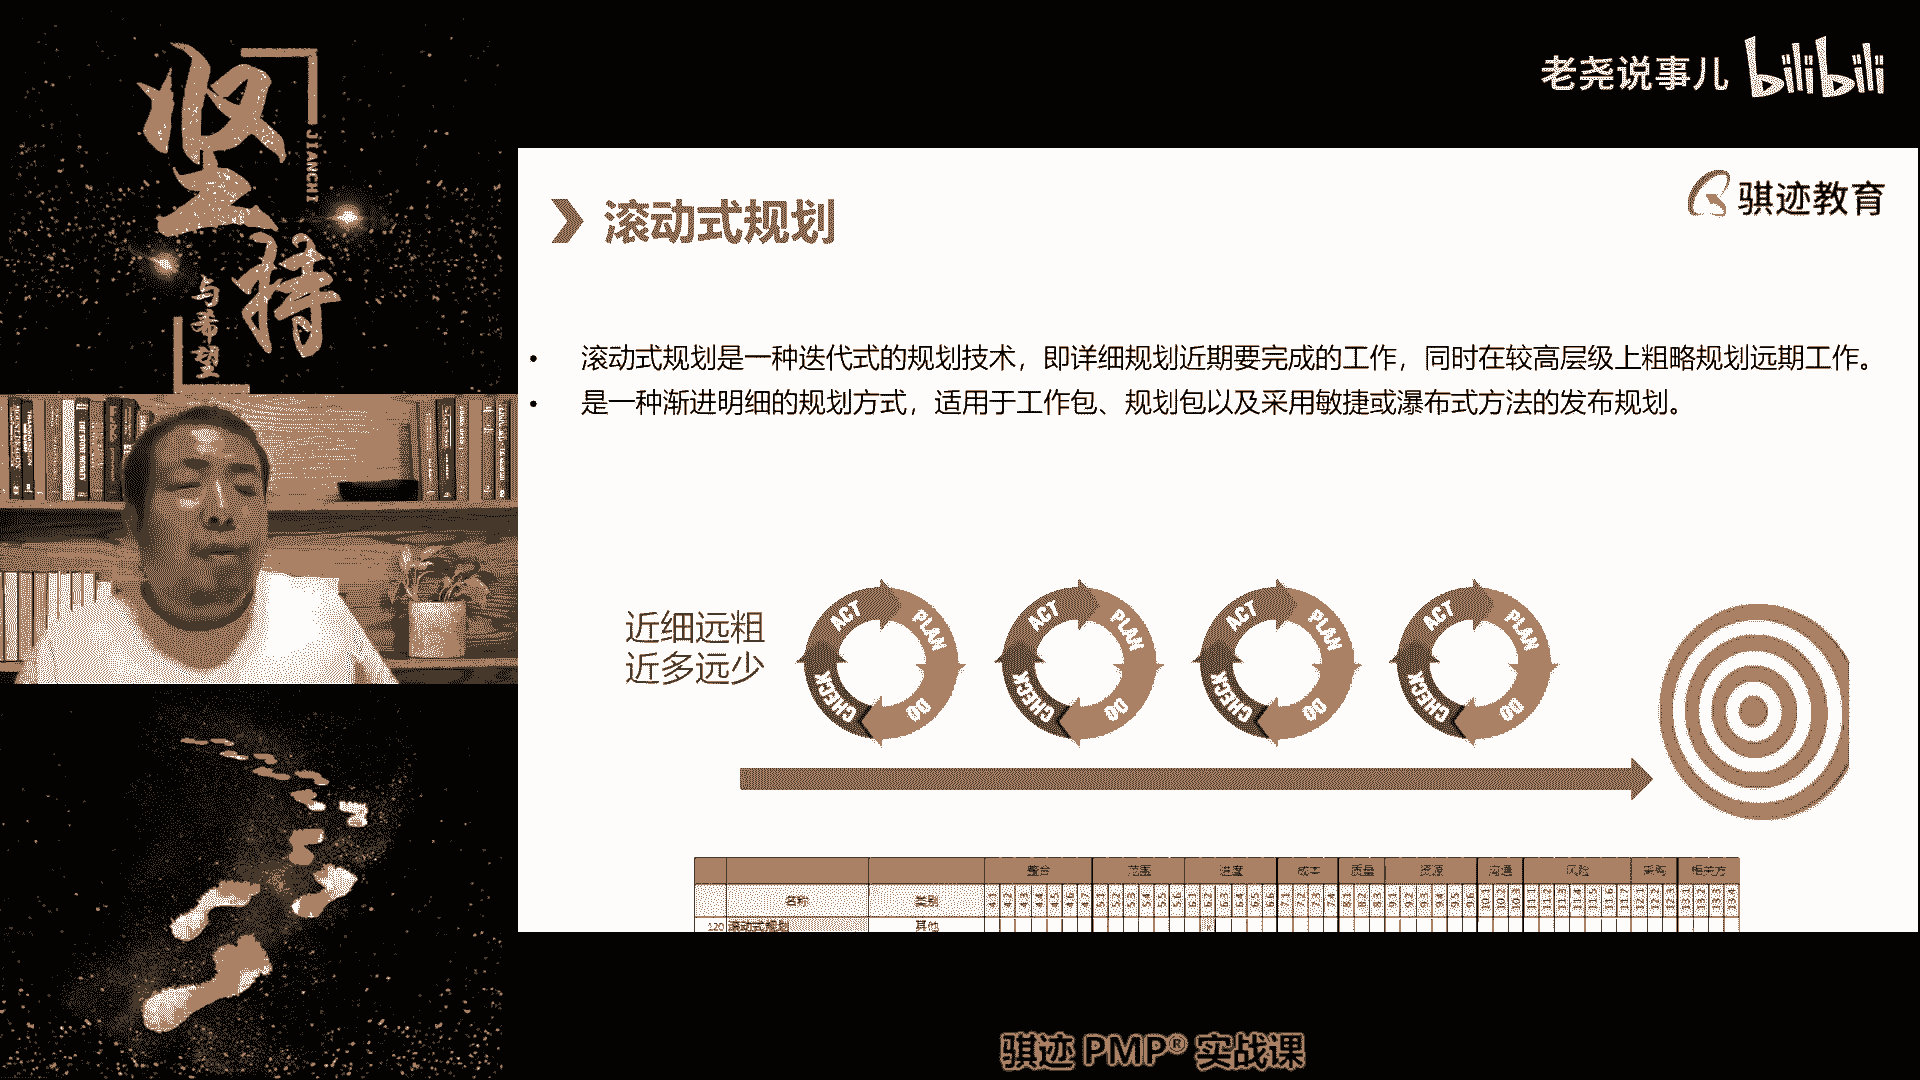 坚持
JIANCHI
与希望
老尧说事儿 bilibili
骐迹教育
滚动式规划
• 滚动式规划是一种迭代式的规划技术，即详细规划近期要完成的工作，同时在较高层级上粗略规划远期工作。
• 是一种渐进明细的规划方式，适用于工作包、规划包以及采用敏捷或瀑布式方法的发布规划。
近细远粗
近多远少
ACT PLAN DO CHECK
ACT PLAN DO CHECK
ACT PLAN DO CHECK
ACT PLAN DO CHECK
整合 范围 进度 成本 质量 资源 沟通 风险 采购 相关方
名称 类别
120 滚动式规划 其他
骐迹 PMP® 实战课